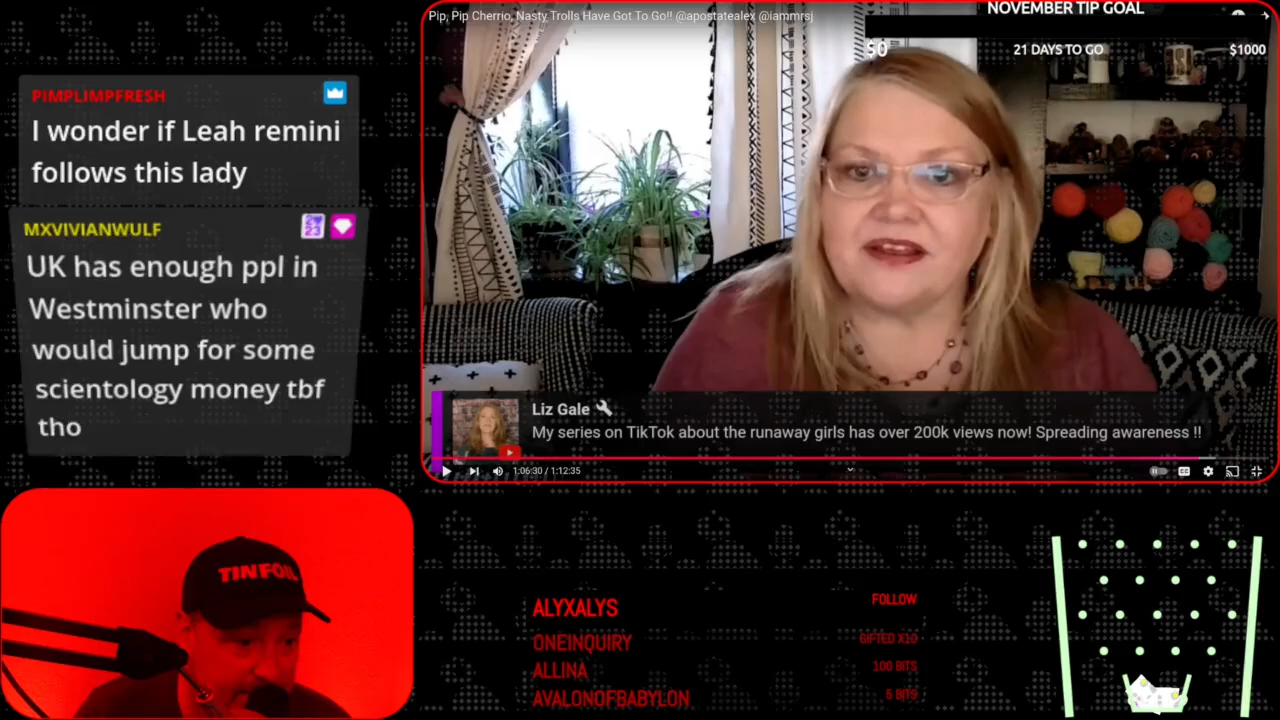 Pip, Pip Cherrio, Nasty Trolls Have Got To Go!! @apostatealex @iammrsj
NOVEMBER TIP GOAL
$0 21 DAYS TO GO $1000
PIMPLIMPFRESH
I wonder if Leah remini
follows this lady
MXVIVIANWULF
UK has enough ppl in
Westminster who
would jump for some
scientology money tbf
tho
Liz Gale
My series on TikTok about the runaway girls has over 200k views now! Spreading awareness !!
1:06:30 / 1:12:35
CC
TINFOIL
ALYXALYS FOLLOW
ONEINQUIRY GIFTED X10
ALLINA 100 BITS
AVALONOFBABYLON 5 BITS